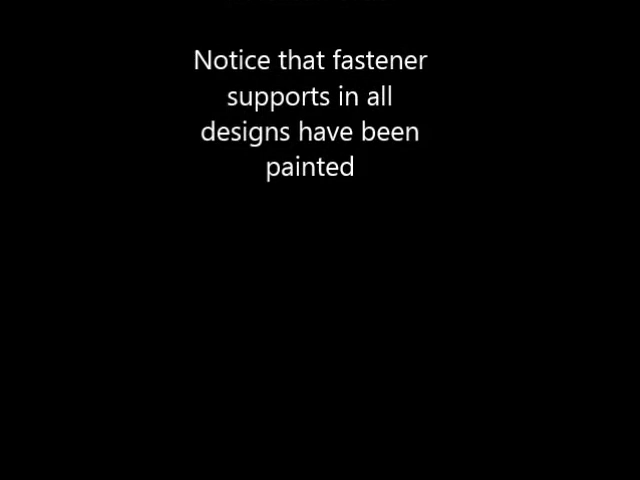 Notice that fastener
supports in all
designs have been
painted